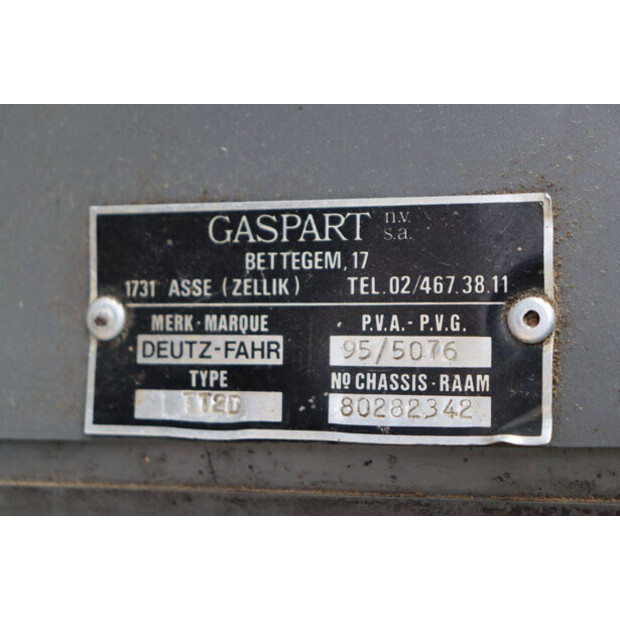 GASPART n.v. s.a.
BETTEGEM, 17
1731 ASSE (ZELLIK) TEL. 02/467.38.11
MERK - MARQUE P.V.A. - P.V.G.
DEUTZ-FAHR 95/5076
TYPE Nº CHASSIS - RAAM
TT2D 80282342